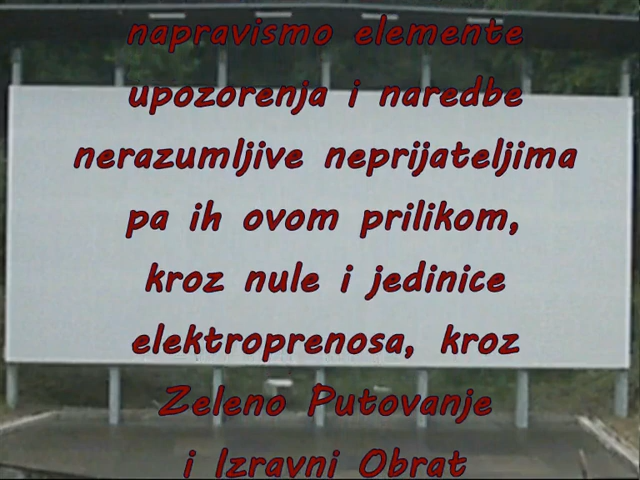 napravismo elemente
upozorenja i naredbe
nerazumljive neprijateljima
pa ih ovom prilikom,
kroz nule i jedinice
elektroprenosa, kroz
Zeleno Putovanje
i Izravni Obrat